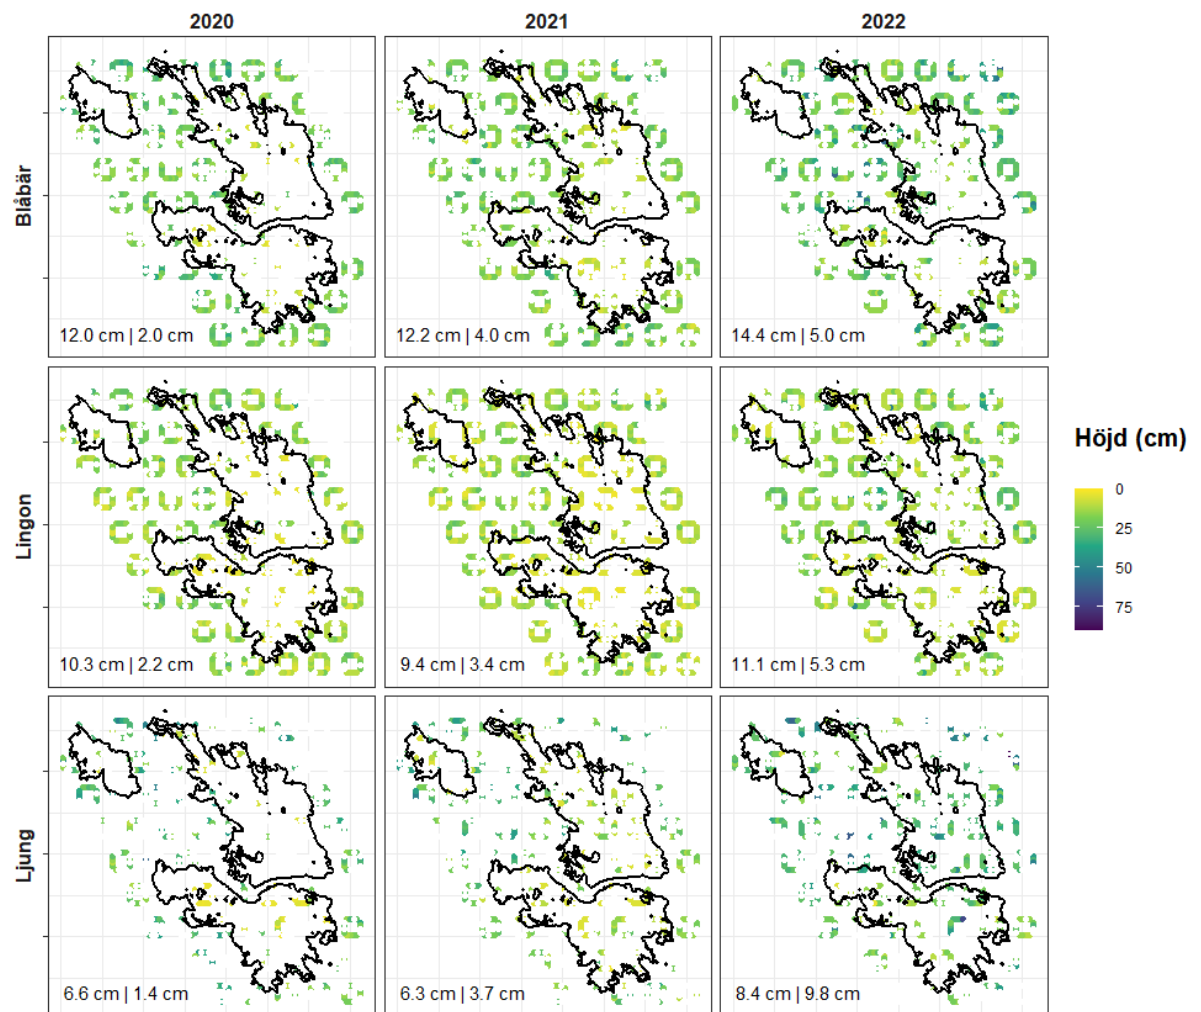 2020 2021 2022
Blåbär
12.0 cm | 2.0 cm 12.2 cm | 4.0 cm 14.4 cm | 5.0 cm
Lingon
10.3 cm | 2.2 cm 9.4 cm | 3.4 cm 11.1 cm | 5.3 cm
Ljung
6.6 cm | 1.4 cm 6.3 cm | 3.7 cm 8.4 cm | 9.8 cm
Höjd (cm)
0
25
50
75